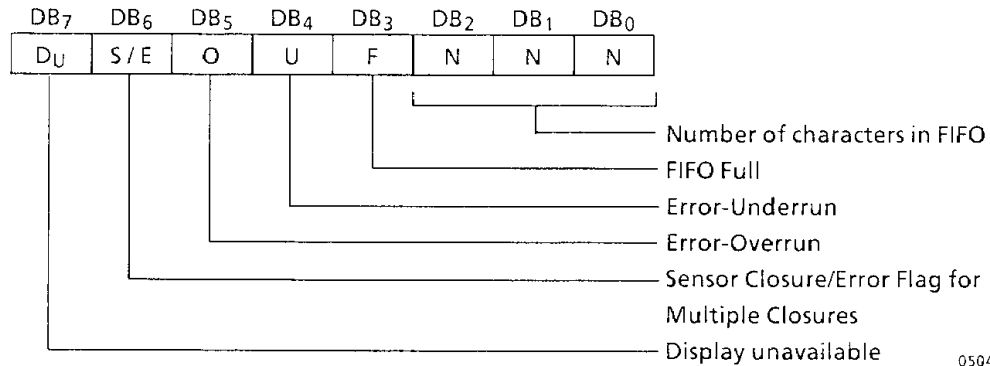 DB7 DB6 DB5 DB4 DB3 DB2 DB1 DB0
DU S/E O U F N N N
Number of characters in FIFO
FIFO Full
Error-Underrun
Error-Overrun
Sensor Closure/Error Flag for
Multiple Closures
Display unavailable